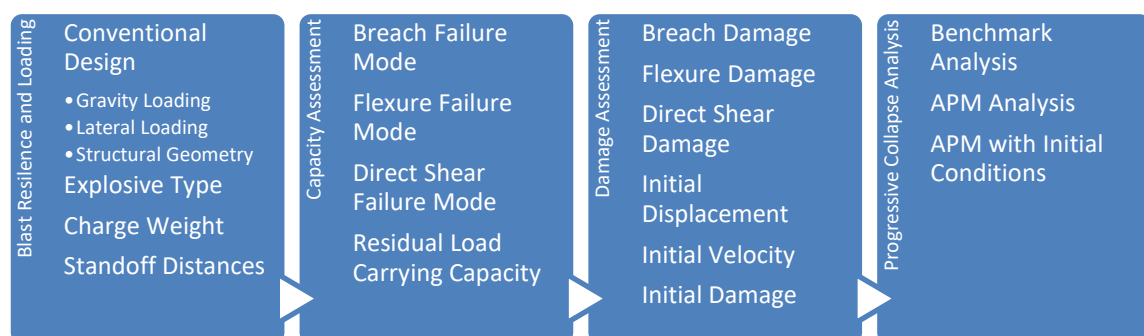 Blast Resilence and Loading
Conventional
Design
•Gravity Loading
•Lateral Loading
•Structural Geometry
Explosive Type
Charge Weight
Standoff Distances
Capacity Assessment
Breach Failure
Mode
Flexure Failure
Mode
Direct Shear
Failure Mode
Residual Load
Carrying Capacity
Damage Assessment
Breach Damage
Flexure Damage
Direct Shear
Damage
Initial
Displacement
Initial Velocity
Initial Damage
Progressive Collapse Analysis
Benchmark
Analysis
APM Analysis
APM with Initial
Conditions